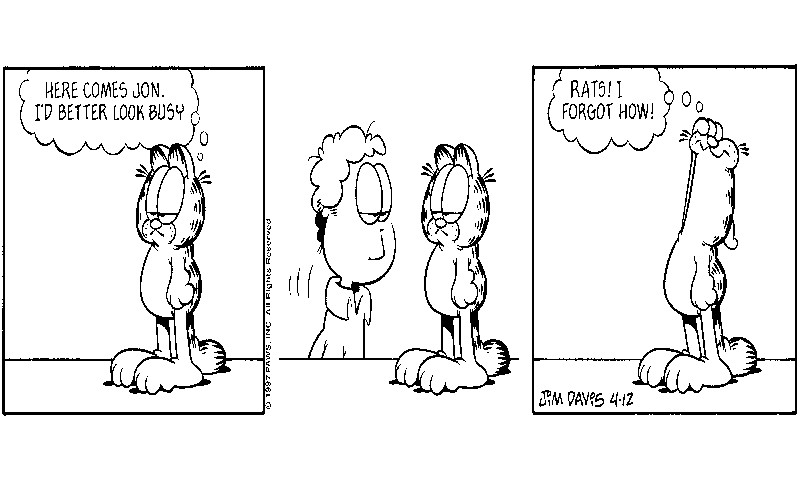 HERE COMES JON.
I'D BETTER LOOK BUSY
© 1997 PAWS, INC. All Rights Reserved
RATS! I
FORGOT HOW!
JIM DAVIS 4-12